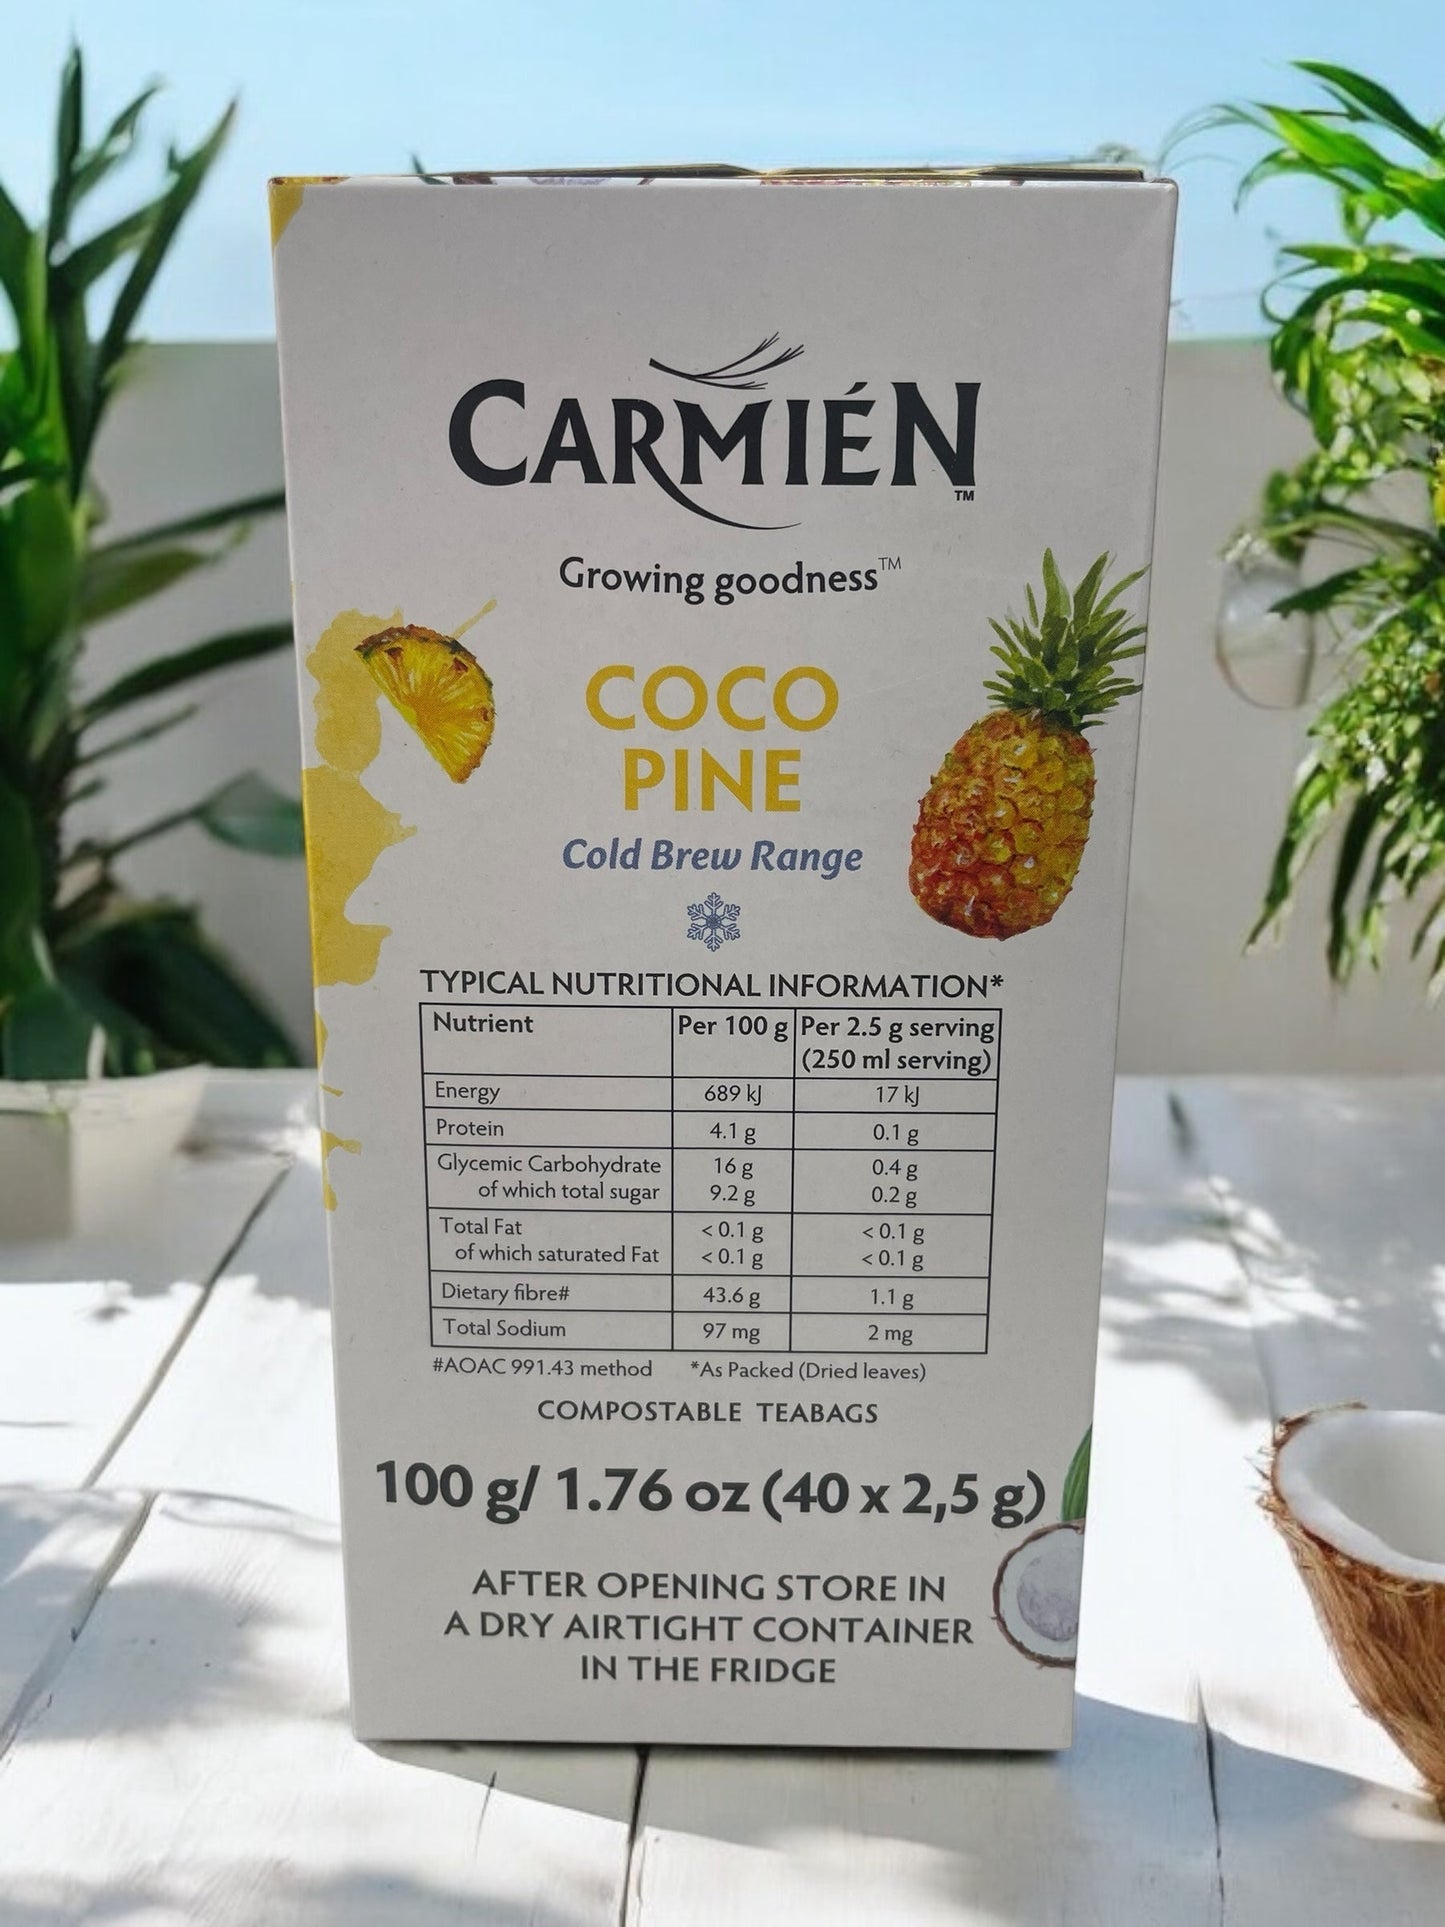 CARMIÉN
TM
Growing goodness™
COCO
PINE
Cold Brew Range
TYPICAL NUTRITIONAL INFORMATION*
Nutrient Per 100 g Per 2.5 g serving
(250 ml serving)
Energy 689 kJ 17 kJ
Protein 4.1 g 0.1 g
Glycemic Carbohydrate 16 g 0.4 g
of which total sugar 9.2 g 0.2 g
Total Fat < 0.1 g < 0.1 g
of which saturated Fat < 0.1 g < 0.1 g
Dietary fibre# 43.6 g 1.1 g
Total Sodium 97 mg 2 mg
#AOAC 991.43 method *As Packed (Dried leaves)
COMPOSTABLE TEABAGS
100 g/ 1.76 oz (40 x 2,5 g)
AFTER OPENING STORE IN
A DRY AIRTIGHT CONTAINER
IN THE FRIDGE